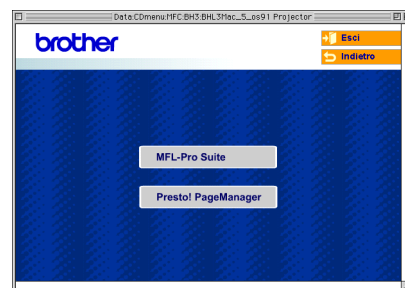 Data:CDmenu:MFC:BH3:BHL3Mac_5_os91 Projector
brother
Esci
Indietro
MFL-Pro Suite
Presto! PageManager